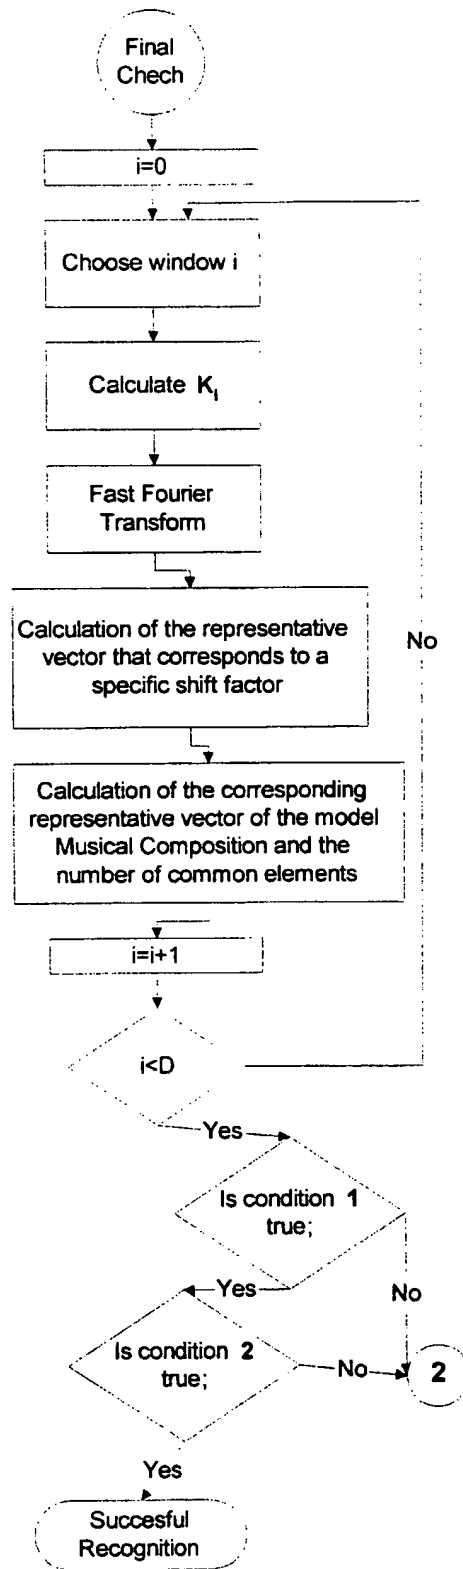 Final
Chech
i=0
Choose window i
Calculate K_i
Fast Fourier
Transform
Calculation of the representative
vector that corresponds to a
specific shift factor
No
Calculation of the corresponding
representative vector of the model
Musical Composition and the
number of common elements
i=i+1
i<D
Yes
Is condition 1
true;
Yes
No
Is condition 2
true;
No
2
Yes
Succesful
Recognition